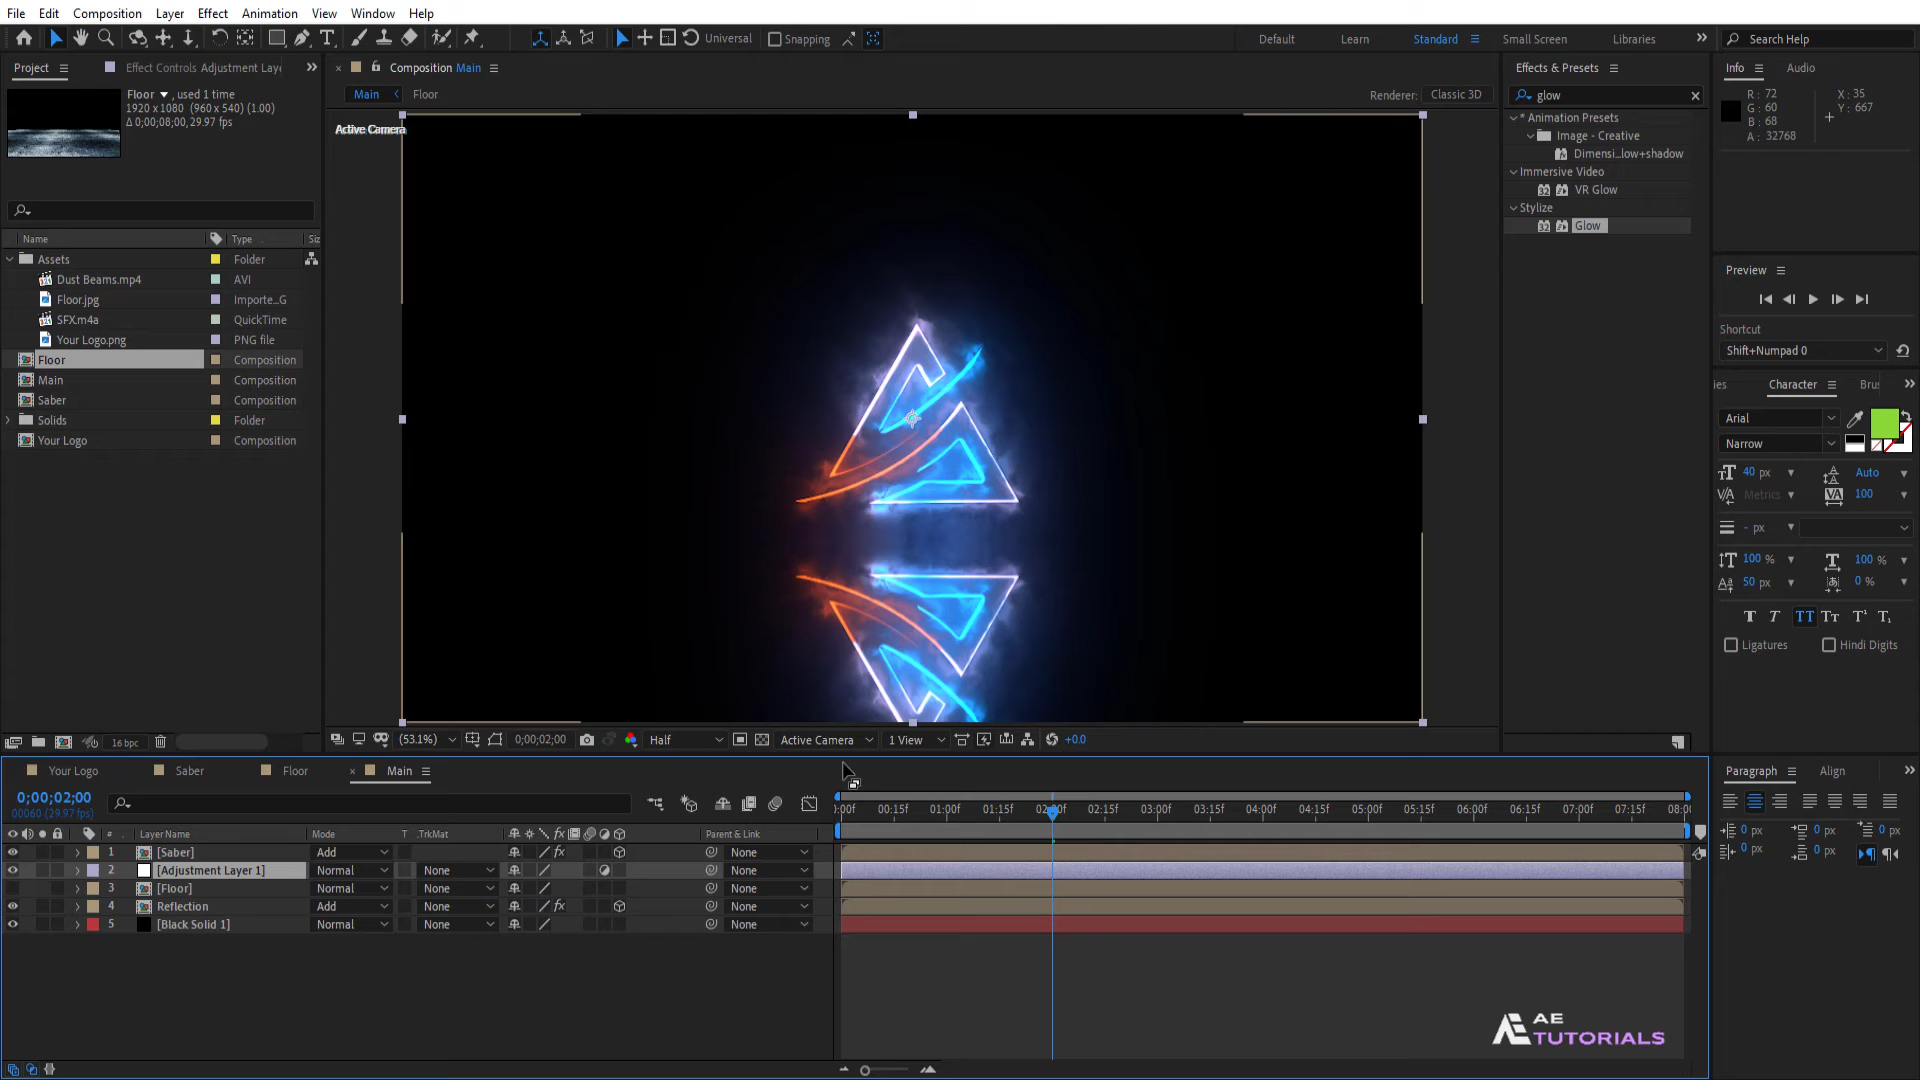 File Edit Composition Layer Effect Animation View Window Help
Universal Snapping Default Learn Standard Small Screen Libraries Search Help
Project Effect Controls Adjustment Laye
Floor , used 1 time
1920 x 1080 (960 x 540) (1.00)
Δ 0;00;08;00, 29.97 fps
Name Type Siz
Assets Folder
Dust Beams.mp4 AVI
Floor.jpg Importe...G
SFX.m4a QuickTime
Your Logo.png PNG file
Floor Composition
Main Composition
Saber Composition
Solids Folder
Your Logo Composition
16 bpc
Composition Main
Main Floor
Renderer: Classic 3D
Active Camera
(53.1%) 0;00;02;00 Half Active Camera 1 View +0.0
Effects & Presets
glow
* Animation Presets
Image - Creative
Dimensi...low+shadow
Immersive Video
VR Glow
Stylize
Glow
Info Audio
R: 72 X: 35
G: 60 Y: 667
B: 68
A: 32768
Preview
Shortcut
Shift+Numpad 0
ies Character Bru
Arial
Narrow
40 px Auto
Metrics 100
- px
100 % 100 %
50 px 0 %
Ligatures Hindi Digits
Your Logo Saber Floor Main
0;00;02;00
00060 (29.97 fps)
# Layer Name Mode T .TrkMat Parent & Link
1 [Saber] Add None
2 [Adjustment Layer 1] Normal None None
3 [Floor] Normal None None
4 Reflection Add None None
5 [Black Solid 1] Normal None None
):00f 00:15f 01:00f 01:15f 02:00f 02:15f 03:00f 03:15f 04:00f 04:15f 05:00f 05:15f 06:00f 06:15f 07:00f 07:15f 08:00
Paragraph Align
0 px 0 px 0 px
0 px 0 px
AE
TUTORIALS